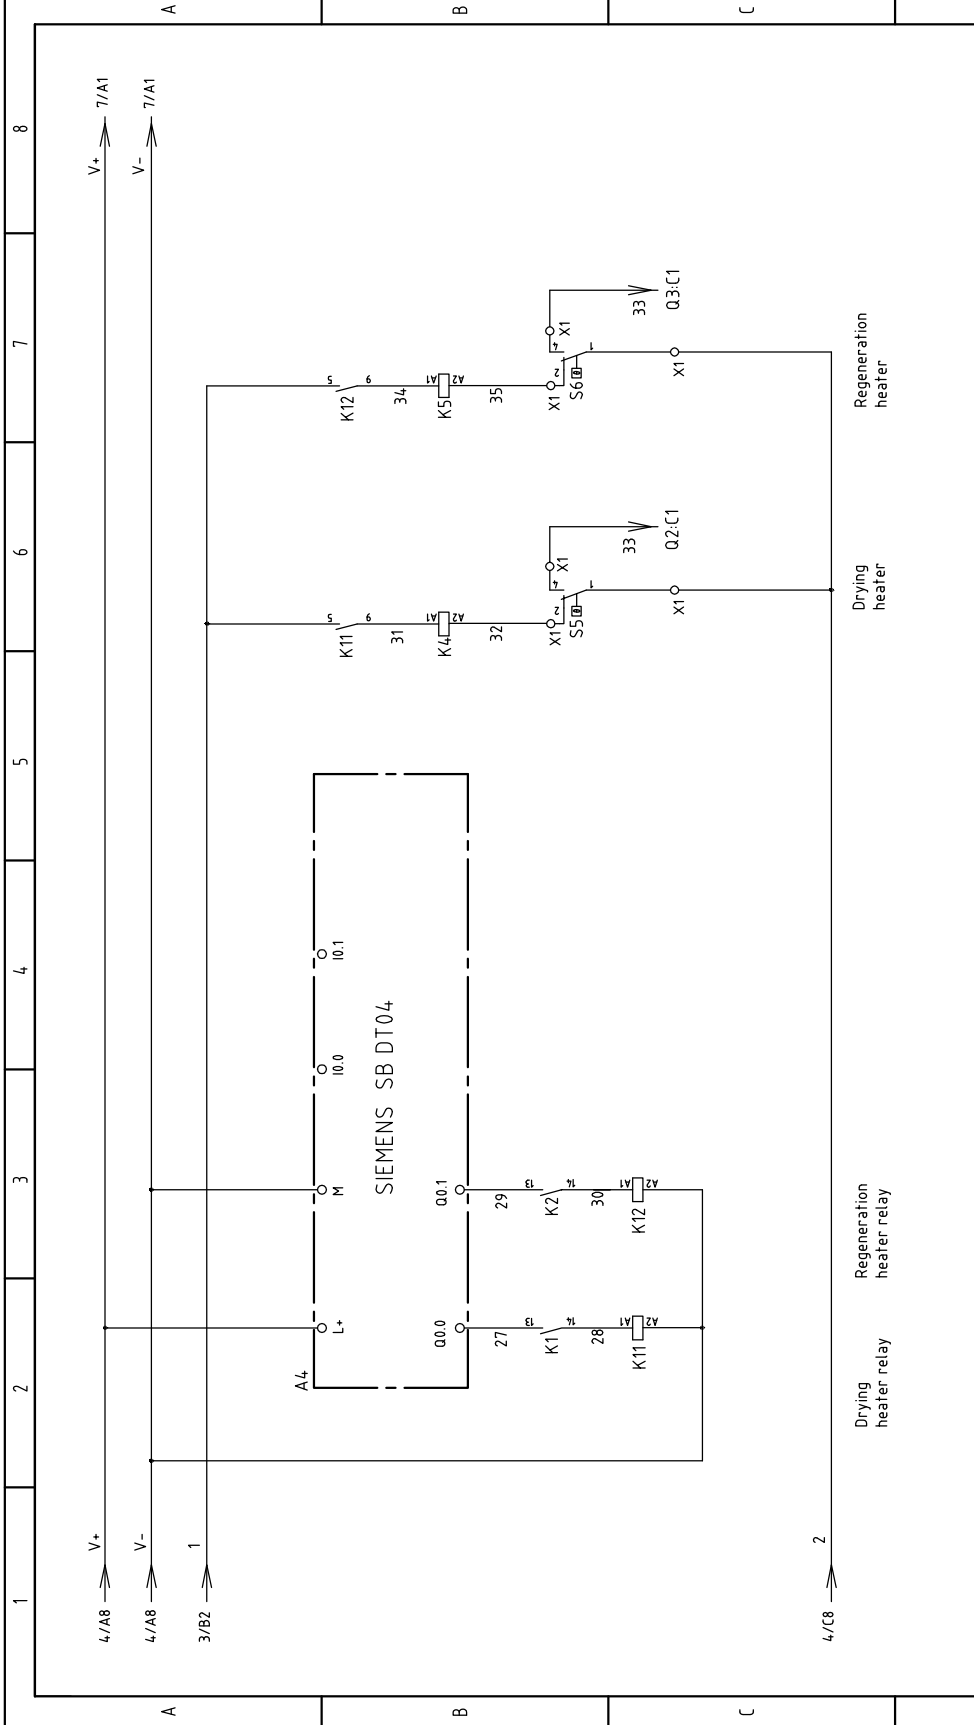 1
2
3
4
5
6
7
8
A
A
4/A8
V+
V+
7/A1
4/A8
V-
V-
7/A1
3/B2
1
A4
L+
M
I0.0
I0.1
SIEMENS SB DT04
Q0.0
Q0.1
K11
5
9
31
K12
5
9
34
B
B
A1
K4
A2
32
A1
K5
A2
35
27
13
K1
14
28
29
13
K2
14
30
A1
K11
A2
A1
K12
A2
X1
2
4
X1
S5
1
33
Q2:C1
X1
X1
2
4
X1
S6
1
33
Q3:C1
X1
C
C
4/C8
2
Drying
heater relay
Regeneration
heater relay
Drying
heater
Regeneration
heater